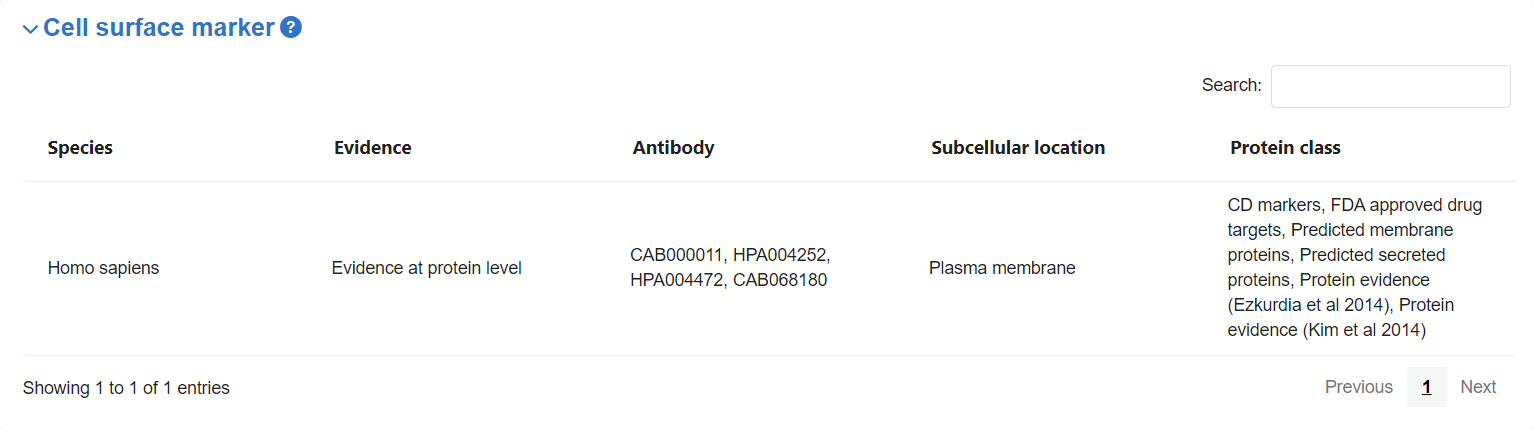 Cell surface marker ?
Search:
Species Evidence Antibody Subcellular location Protein class
CD markers, FDA approved drug
targets, Predicted membrane
proteins, Predicted secreted
proteins, Protein evidence
(Ezkurdia et al 2014), Protein
evidence (Kim et al 2014)
Homo sapiens
Evidence at protein level
CAB000011, HPA004252,
HPA004472, CAB068180
Plasma membrane
Showing 1 to 1 of 1 entries
Previous 1 Next